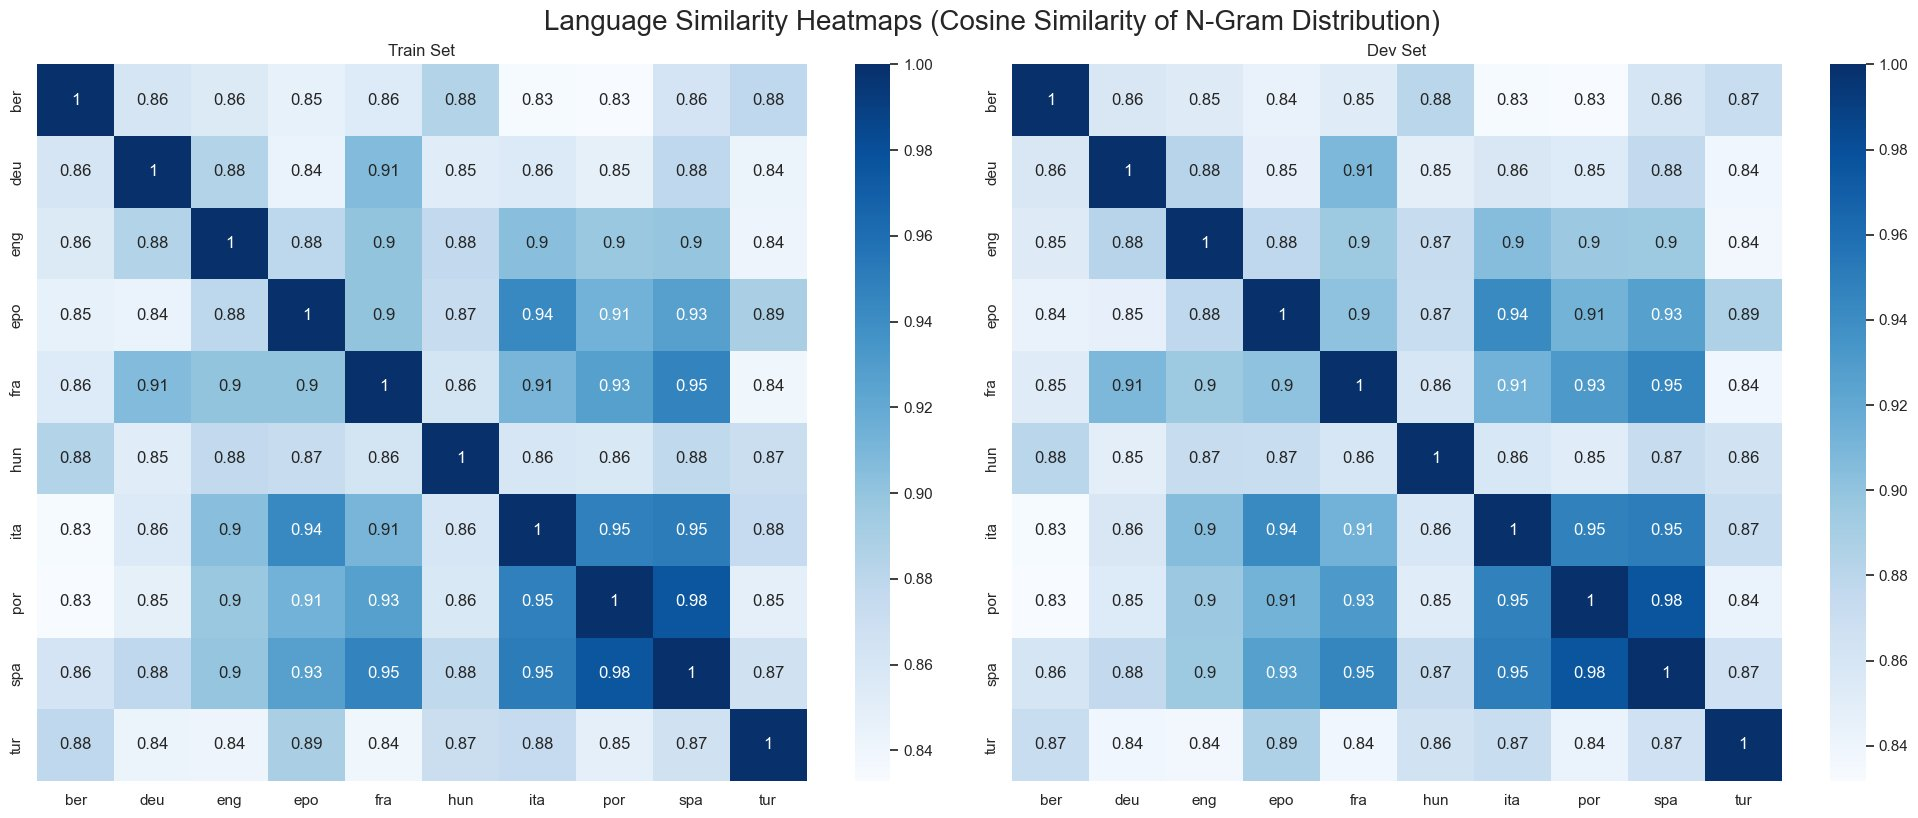 Language Similarity Heatmaps (Cosine Similarity of N-Gram Distribution)
Train Set
ber 1 0.86 0.86 0.85 0.86 0.88 0.83 0.83 0.86 0.88
deu 0.86 1 0.88 0.84 0.91 0.85 0.86 0.85 0.88 0.84
eng 0.86 0.88 1 0.88 0.9 0.88 0.9 0.9 0.9 0.84
epo 0.85 0.84 0.88 1 0.9 0.87 0.94 0.91 0.93 0.89
fra 0.86 0.91 0.9 0.9 1 0.86 0.91 0.93 0.95 0.84
hun 0.88 0.85 0.88 0.87 0.86 1 0.86 0.86 0.88 0.87
ita 0.83 0.86 0.9 0.94 0.91 0.86 1 0.95 0.95 0.88
por 0.83 0.85 0.9 0.91 0.93 0.86 0.95 1 0.98 0.85
spa 0.86 0.88 0.9 0.93 0.95 0.88 0.95 0.98 1 0.87
tur 0.88 0.84 0.84 0.89 0.84 0.87 0.88 0.85 0.87 1
ber deu eng epo fra hun ita por spa tur
1.00
0.98
0.96
0.94
0.92
0.90
0.88
0.86
0.84
Dev Set
ber 1 0.86 0.85 0.84 0.85 0.88 0.83 0.83 0.86 0.87
deu 0.86 1 0.88 0.85 0.91 0.85 0.86 0.85 0.88 0.84
eng 0.85 0.88 1 0.88 0.9 0.87 0.9 0.9 0.9 0.84
epo 0.84 0.85 0.88 1 0.9 0.87 0.94 0.91 0.93 0.89
fra 0.85 0.91 0.9 0.9 1 0.86 0.91 0.93 0.95 0.84
hun 0.88 0.85 0.87 0.87 0.86 1 0.86 0.85 0.87 0.86
ita 0.83 0.86 0.9 0.94 0.91 0.86 1 0.95 0.95 0.87
por 0.83 0.85 0.9 0.91 0.93 0.85 0.95 1 0.98 0.84
spa 0.86 0.88 0.9 0.93 0.95 0.87 0.95 0.98 1 0.87
tur 0.87 0.84 0.84 0.89 0.84 0.86 0.87 0.84 0.87 1
ber deu eng epo fra hun ita por spa tur
1.00
0.98
0.96
0.94
0.92
0.90
0.88
0.86
0.84